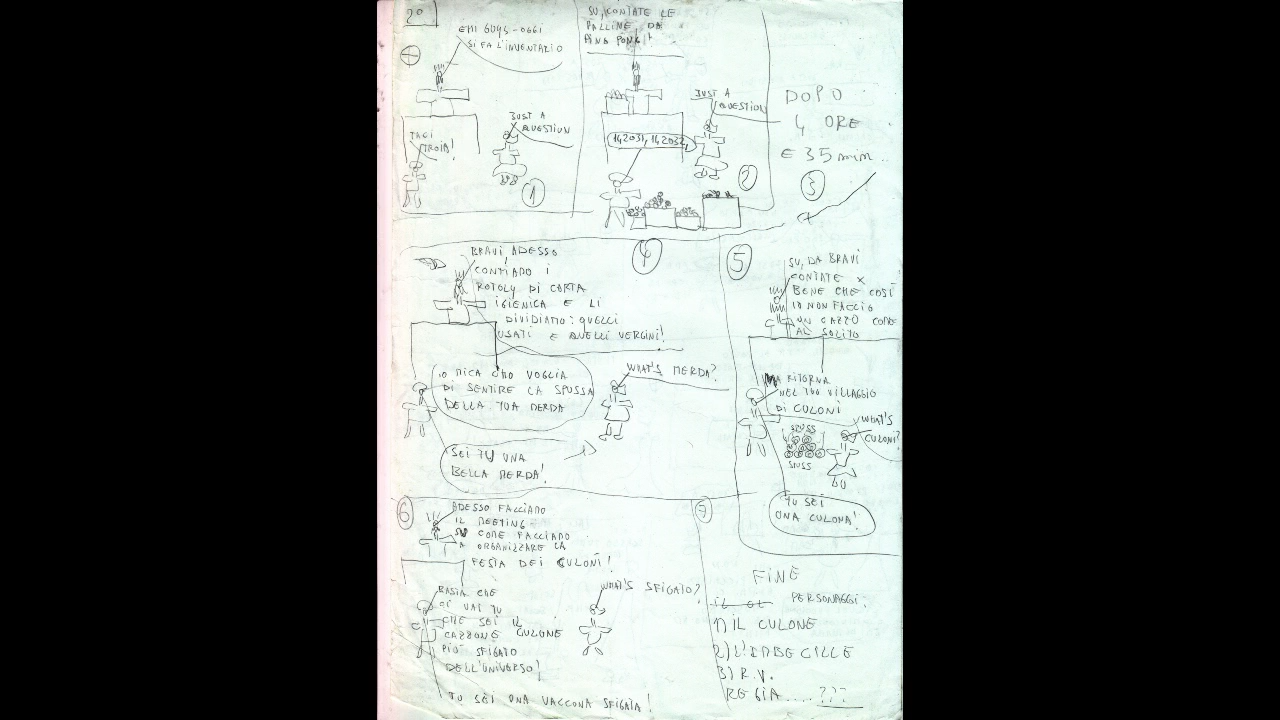 2°
EHI GUYS - OGGI
SI FA L'INVENTARIO
TACI
TROIA!
JUST A
QUESTION
1
SU, CONTATE LE
PALLINE DA
PING PONG!
JUST A
QUESTION
142031, 142032,
2
DOPO
4 ORE
E 35 min.
3
4
BRAVI ADESSO
CONTIAMO I
ROTOLI DI CARTA
IGIENICA E LI
DIVIDIAMO: QUELLI
USATI E QUELLI VERGINI!
IO MICA CHO VOGLIA
DI SENTIRE LA SPUSSA
DELLA TUA MERDA
WHAT'S MERDA?
SEI TU UNA
BELLA MERDA!
5
SU, DA BRAVI
CONTATE X
BENE CHE COSÌ
IO NON FACCIO
UN CAZZO COME
AL SOLITO
MA RITORNA
NEL TUO VILLAGGIO
DI CULONI
SPUSS
SPUSS
WHAT'S
CULONI?
TU SEI
UNA CULONA!
6
ADESSO FACCIAMO
IL MEETING
SU COME FACCIAMO
A ORGANIZZARE LA
FESTA DEI CULONI!
BASTA CHE
CI VAI TU
CHE SEI IL
CAZZONE CULONE
PIÙ SFIGATO
DELL'UNIVERSO!
WHAT'S SFIGATO?
TU SEI UNA VACCONA SFIGATA!
7
FINE
PERSONAGGI:
1) IL CULONE
2) L'IMBECILLE
3) R.V.
REGIA....???